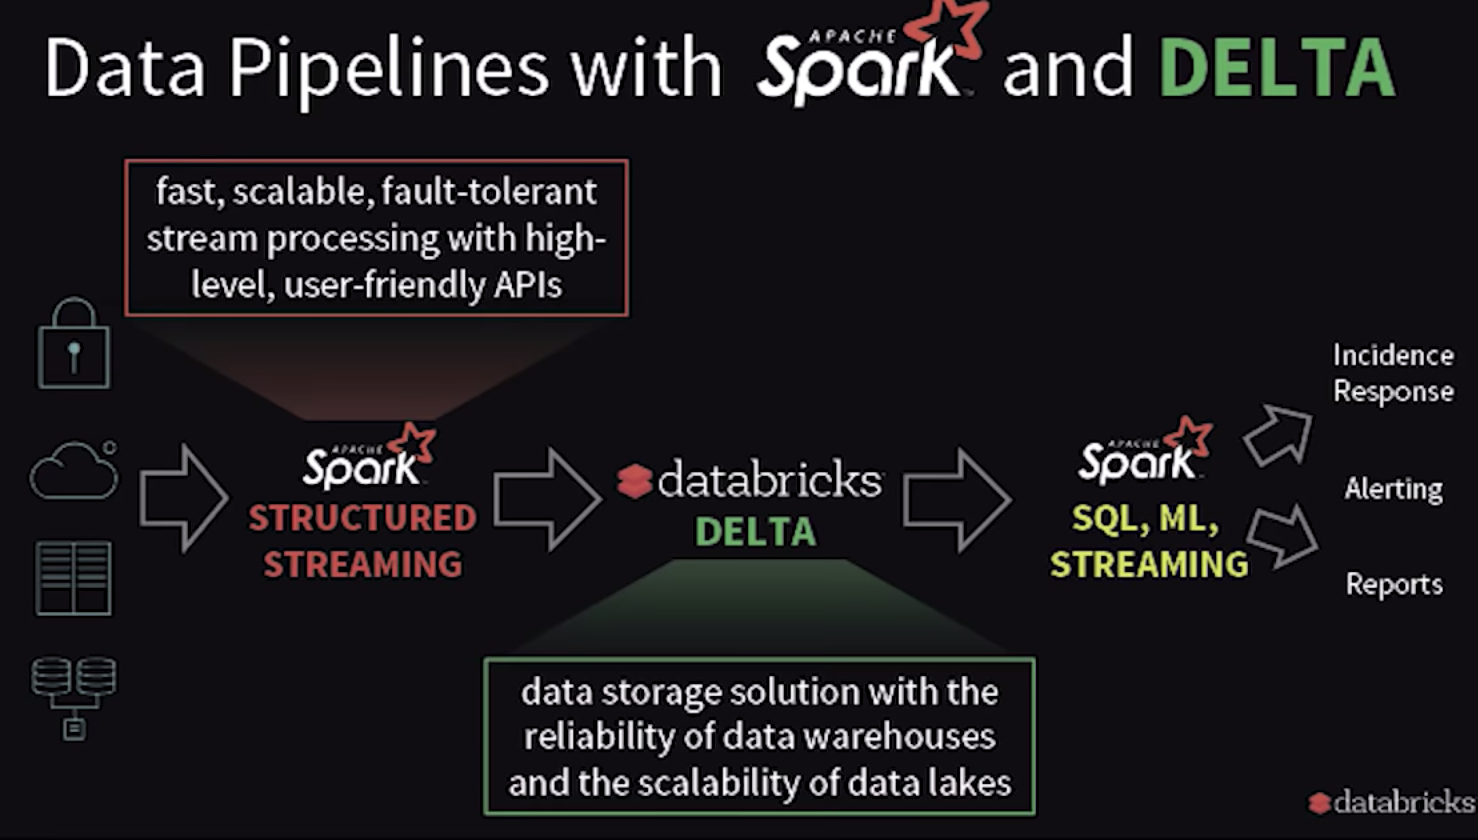 Data Pipelines with APACHE Spark and DELTA
fast, scalable, fault-tolerant
stream processing with high-
level, user-friendly APIs
APACHE Spark
STRUCTURED
STREAMING
databricks
DELTA
APACHE Spark
SQL, ML,
STREAMING
Incidence
Response
Alerting
Reports
data storage solution with the
reliability of data warehouses
and the scalability of data lakes
databricks